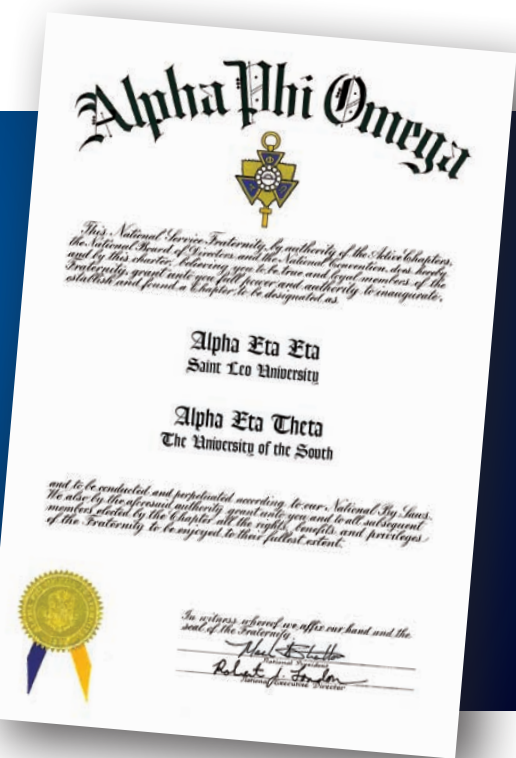 Alpha Phi Omega
This National Service Fraternity, by authority of the Active Chapters,
the National Board of Directors and the National Convention, does hereby
and by this charter, believing you to be true and loyal members of the
Fraternity, grant unto you full power and authority to inaugurate,
establish and found a Chapter to be designated as
Alpha Eta Eta
Saint Leo University
Alpha Eta Theta
The University of the South
and to be conducted and perpetuated according to our National By Laws.
We also by the aforesaid authority grant unto you and to all subsequent
members elected by the Chapter all the rights, benefits and privileges
of the Fraternity to be enjoyed to their fullest extent.
In witness whereof we affix our hand and the
seal of the Fraternity.
National President
Robert J. London
National Executive Director